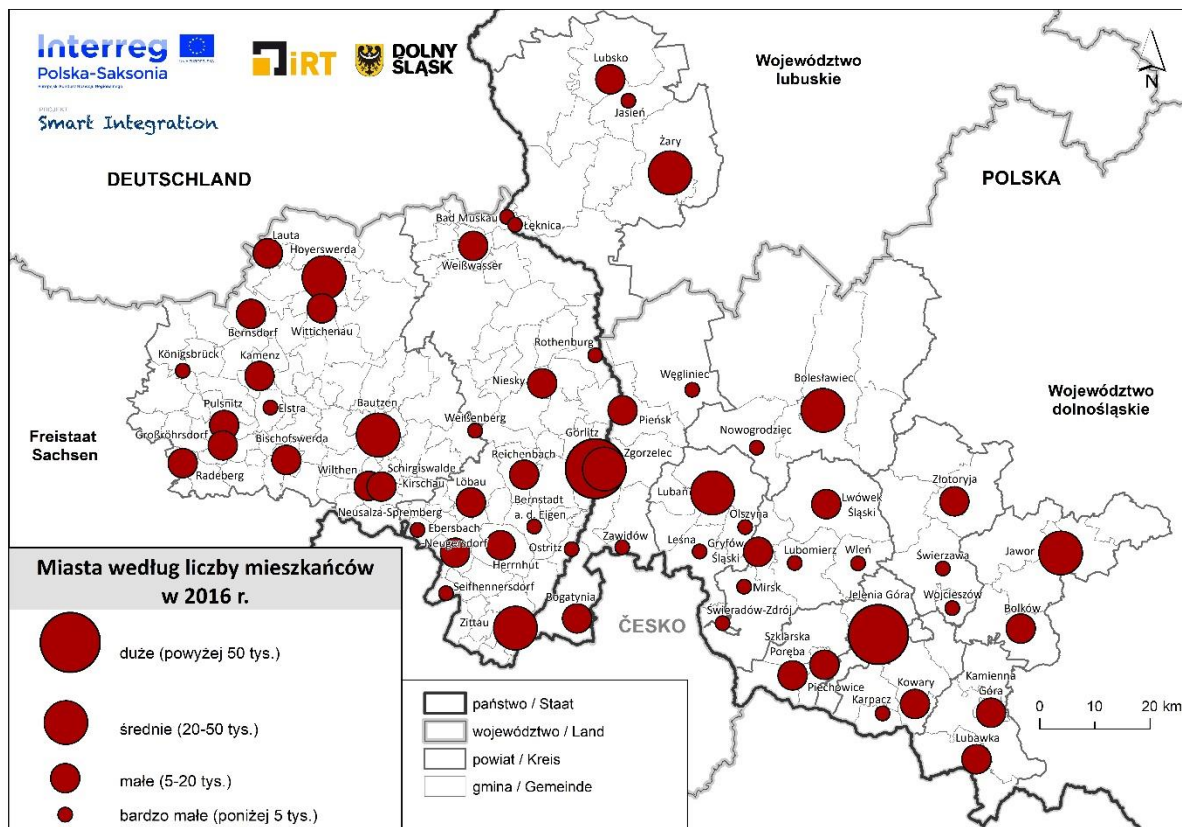 Interreg
Polska-Saksonia
Smart Integration
iRT
DOLNY
ŚLĄSK
Województwo
lubuskie
N
DEUTSCHLAND
POLSKA
Lubsko
Jasień
Żary
Bad Muskau
Łęknica
Weißwasser
Lauta
Hoyerswerda
Bernsdorf
Wittichenau
Königsbrück
Kamenz
Elstra
Pulsnitz
Großröhrsdorf
Radeberg
Bischofswerda
Bautzen
Wilthen
Schirgiswalde
-Kirschau
Neusalza-Spremberg
Rothenburg
Niesky
Weißenberg
Görlitz
Reichenbach
Löbau
Bernstadt
a. d. Eigen
Ebersbach
-Neugersdorf
Herrnhut
Ostritz
Seifhennersdorf
Zittau
Bogatynia
Freistaat
Sachsen
Węgliniec
Pieńsk
Zgorzelec
Bolesławiec
Nowogrodziec
Województwo
dolnośląskie
Lubań
Olszyna
Lwówek
Śląski
Złotoryja
Zawidów
Leśna
Gryfów
Śląski
Lubomierz
Wleń
Świerzawa
Jawor
Mirsk
Świeradów-Zdrój
Jelenia Góra
Wojcieszów
Bolków
ČESKO
Szklarska
Poręba
Piechowice
Karpacz
Kowary
Kamienna
Góra
Lubawka
0 10 20 km
Miasta według liczby mieszkańców
w 2016 r.
duże (powyżej 50 tys.)
średnie (20-50 tys.)
małe (5-20 tys.)
bardzo małe (poniżej 5 tys.)
państwo / Staat
województwo / Land
powiat / Kreis
gmina / Gemeinde